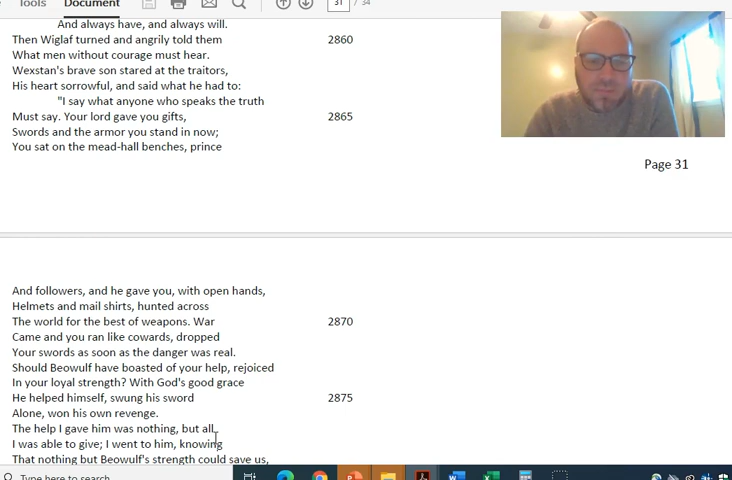 Tools
Document
31 / 34
And always have, and always will.
Then Wiglaf turned and angrily told them 2860
What men without courage must hear.
Wexstan's brave son stared at the traitors,
His heart sorrowful, and said what he had to:
"I say what anyone who speaks the truth
Must say. Your lord gave you gifts, 2865
Swords and the armor you stand in now;
You sat on the mead-hall benches, prince
Page 31
And followers, and he gave you, with open hands,
Helmets and mail shirts, hunted across
The world for the best of weapons. War 2870
Came and you ran like cowards, dropped
Your swords as soon as the danger was real.
Should Beowulf have boasted of your help, rejoiced
In your loyal strength? With God's good grace
He helped himself, swung his sword 2875
Alone, won his own revenge.
The help I gave him was nothing, but all
I was able to give; I went to him, knowing
That nothing but Beowulf's strength could save us,
Type here to search